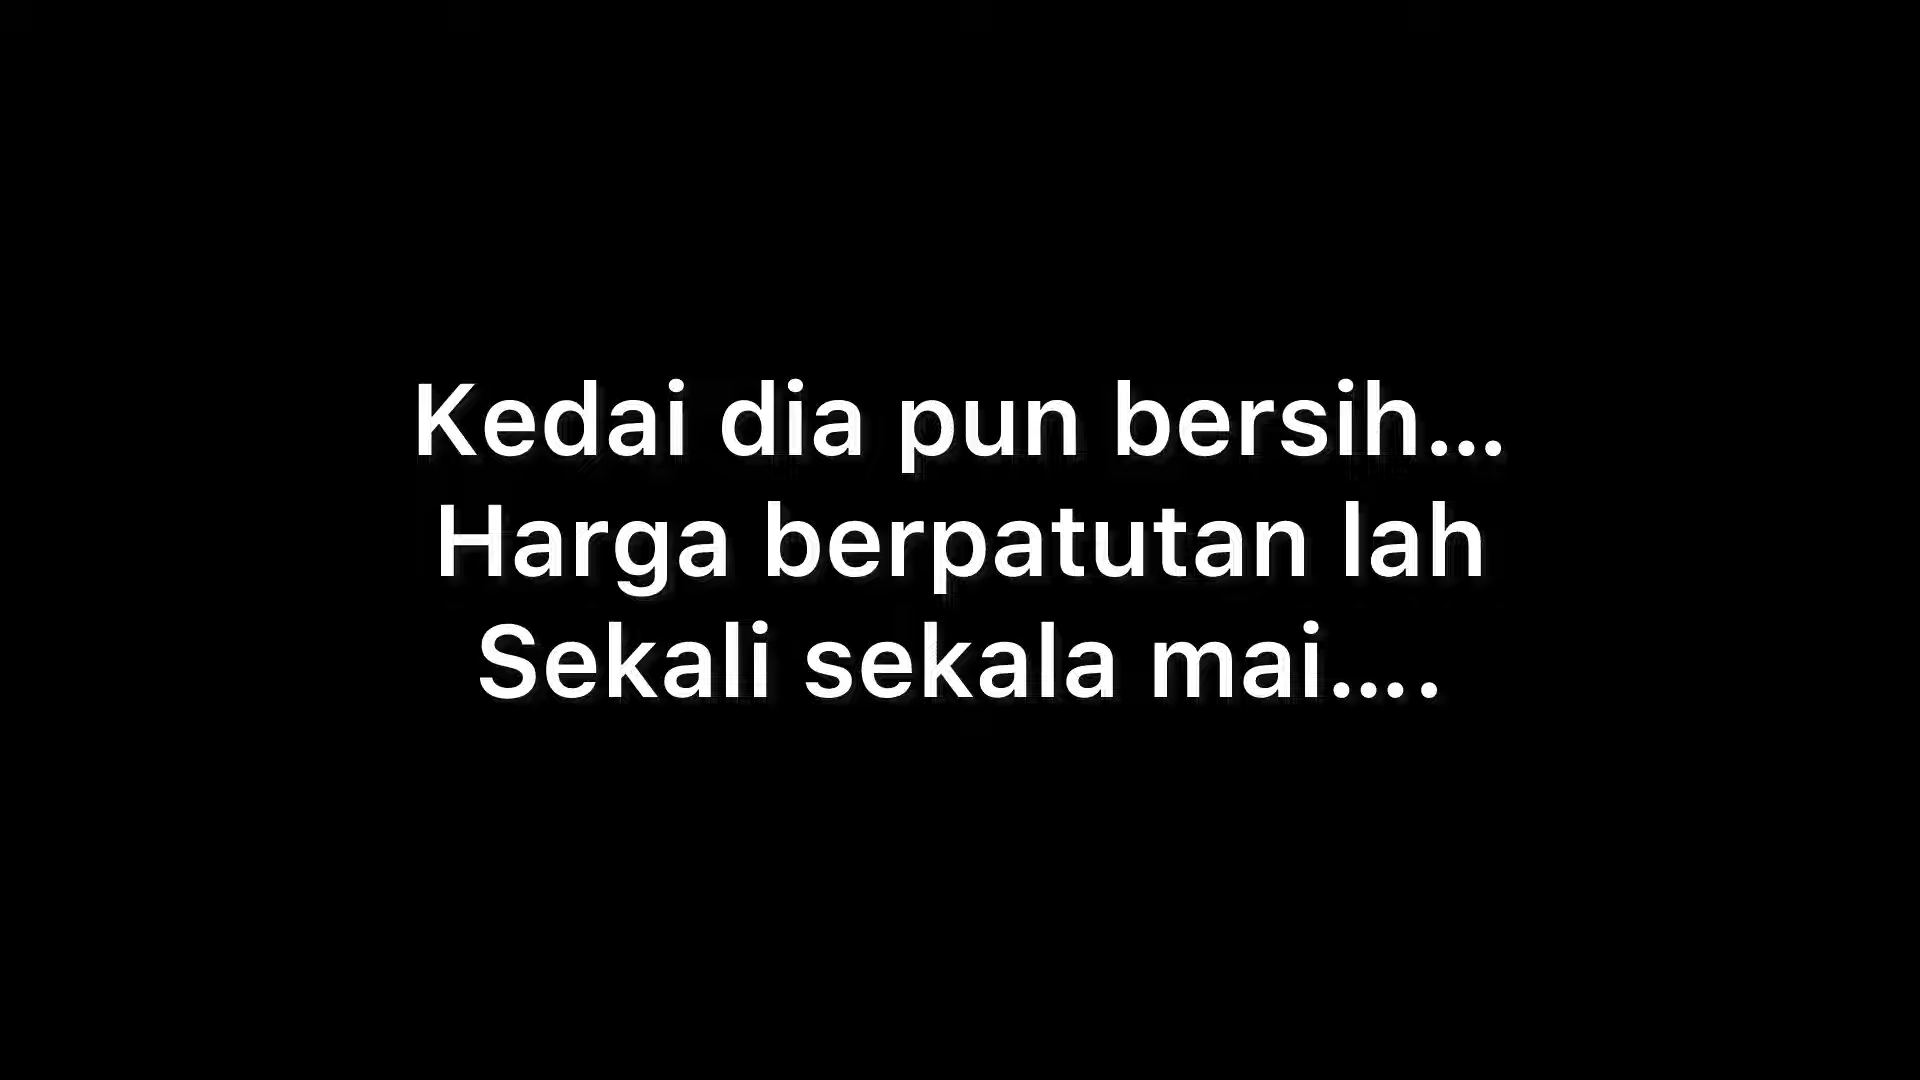 Kedai dia pun bersih...
Harga berpatutan lah
Sekali sekala mai....